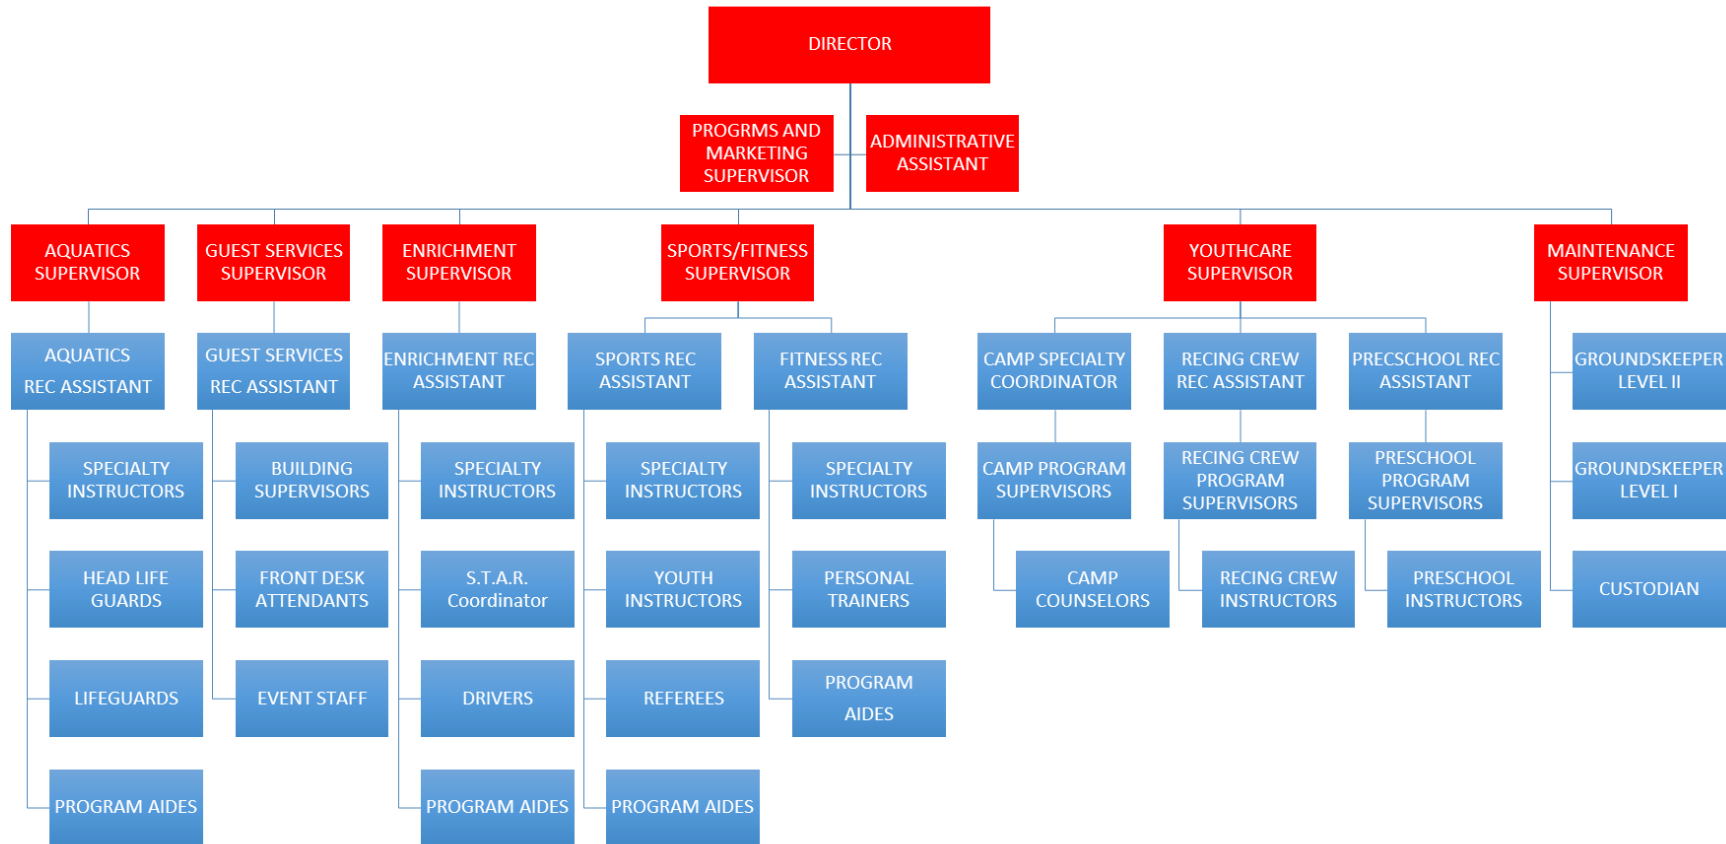 DIRECTOR
PROGRMS AND
MARKETING
SUPERVISOR
ADMINISTRATIVE
ASSISTANT
AQUATICS
SUPERVISOR
GUEST SERVICES
SUPERVISOR
ENRICHMENT
SUPERVISOR
SPORTS/FITNESS
SUPERVISOR
YOUTHCARE
SUPERVISOR
MAINTENANCE
SUPERVISOR
AQUATICS
REC ASSISTANT
GUEST SERVICES
REC ASSISTANT
ENRICHMENT REC
ASSISTANT
SPORTS REC
ASSISTANT
FITNESS REC
ASSISTANT
CAMP SPECIALTY
COORDINATOR
RECING CREW
REC ASSISTANT
PRECSCHOOL REC
ASSISTANT
GROUNDSKEEPER
LEVEL II
SPECIALTY
INSTRUCTORS
BUILDING
SUPERVISORS
SPECIALTY
INSTRUCTORS
SPECIALTY
INSTRUCTORS
SPECIALTY
INSTRUCTORS
CAMP PROGRAM
SUPERVISORS
RECING CREW
PROGRAM
SUPERVISORS
PRESCHOOL
PROGRAM
SUPERVISORS
GROUNDSKEEPER
LEVEL I
HEAD LIFE
GUARDS
FRONT DESK
ATTENDANTS
S.T.A.R.
Coordinator
YOUTH
INSTRUCTORS
PERSONAL
TRAINERS
CAMP
COUNSELORS
RECING CREW
INSTRUCTORS
PRESCHOOL
INSTRUCTORS
CUSTODIAN
LIFEGUARDS
EVENT STAFF
DRIVERS
REFEREES
PROGRAM
AIDES
PROGRAM AIDES
PROGRAM AIDES
PROGRAM AIDES